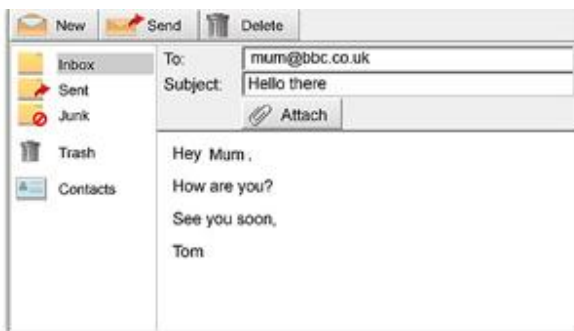 New Send Delete
Inbox
Sent
Junk
Trash
Contacts
To: mum@bbc.co.uk
Subject: Hello there
Attach
Hey Mum,
How are you?
See you soon,
Tom